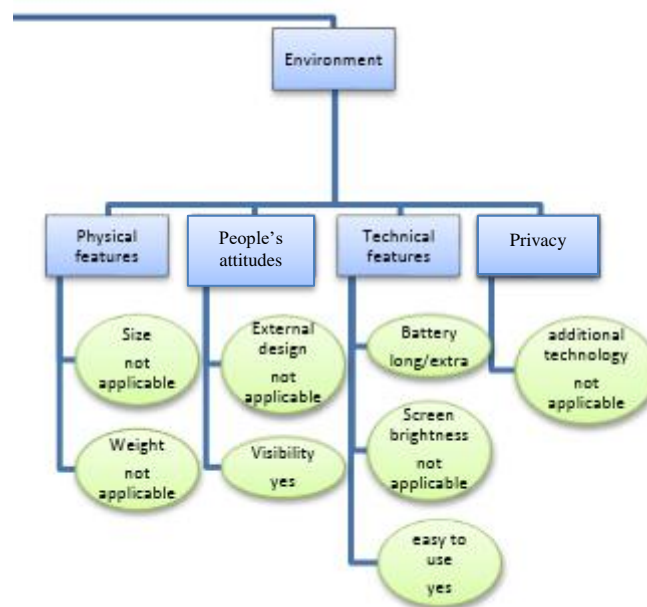 Environment
Physical
features
People's
attitudes
Technical
features
Privacy
Size
not
applicable
Weight
not
applicable
External
design
not
applicable
Visibility
yes
Battery
long/extra
Screen
brightness
not
applicable
easy to
use
yes
additional
technology
not
applicable